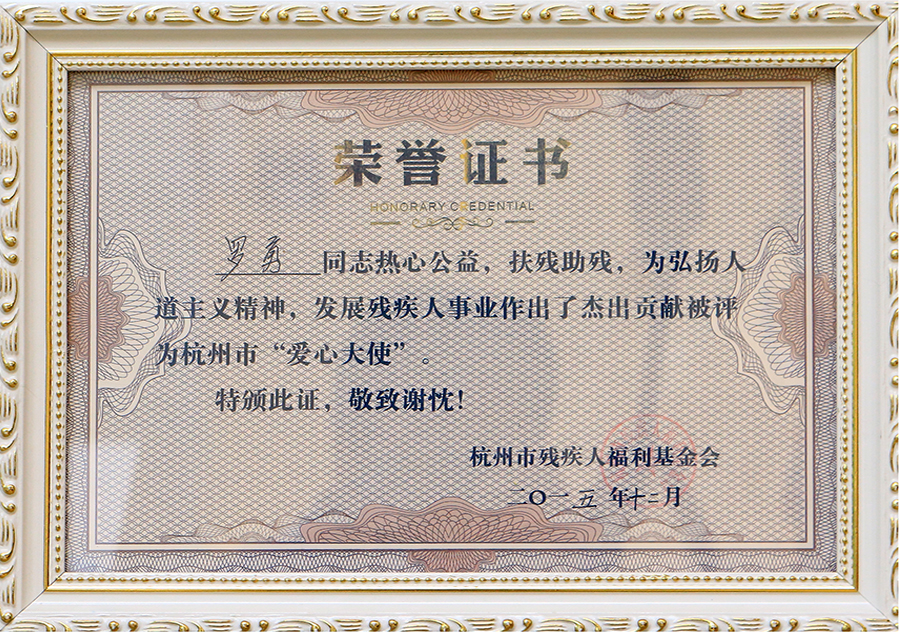 荣誉证书
HONORARY CREDENTIAL
罗勇同志热心公益，扶残助残，为弘扬人
道主义精神，发展残疾人事业作出了杰出贡献被评
为杭州市“爱心大使”。
特颁此证，敬致谢忱！
杭州市残疾人福利基金会
二〇一五年十二月